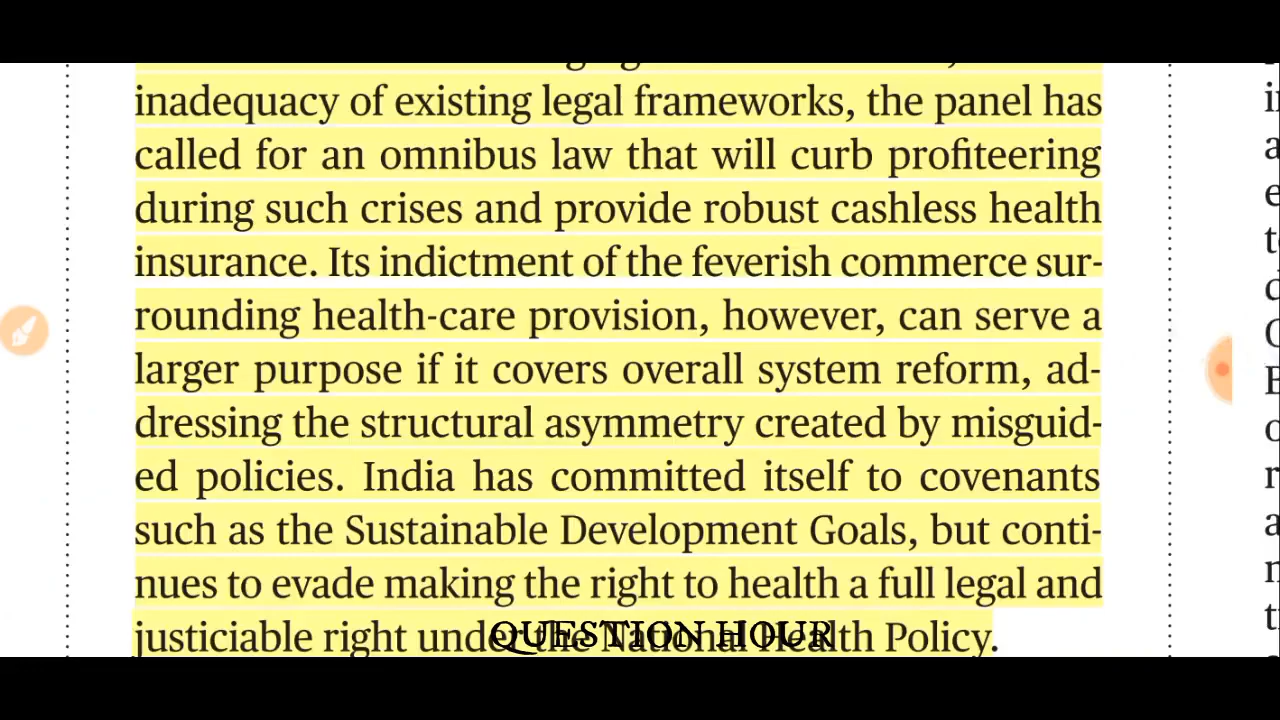 inadequacy of existing legal frameworks, the panel has
called for an omnibus law that will curb profiteering
during such crises and provide robust cashless health
insurance. Its indictment of the feverish commerce sur-
rounding health-care provision, however, can serve a
larger purpose if it covers overall system reform, ad-
dressing the structural asymmetry created by misguid-
ed policies. India has committed itself to covenants
such as the Sustainable Development Goals, but conti-
nues to evade making the right to health a full legal and
justiciable right under the National Health Policy.
QUESTION HOUR